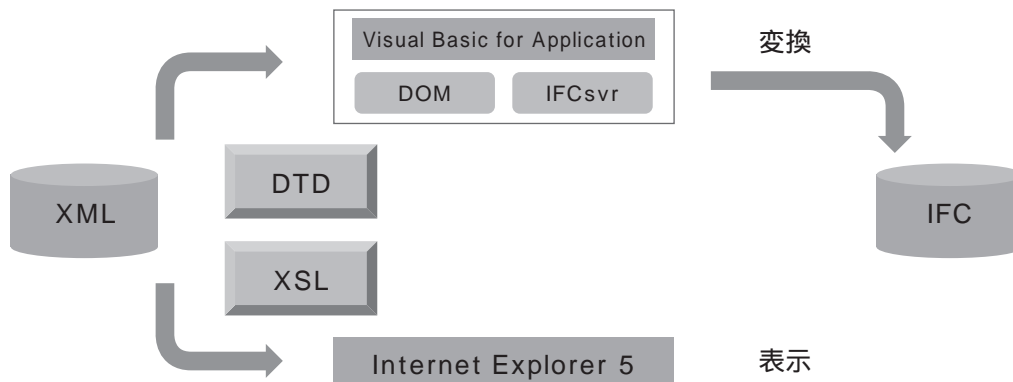 Visual Basic for Application
変換
DOM
IFCsvr
DTD
XML
IFC
XSL
Internet Explorer 5
表示